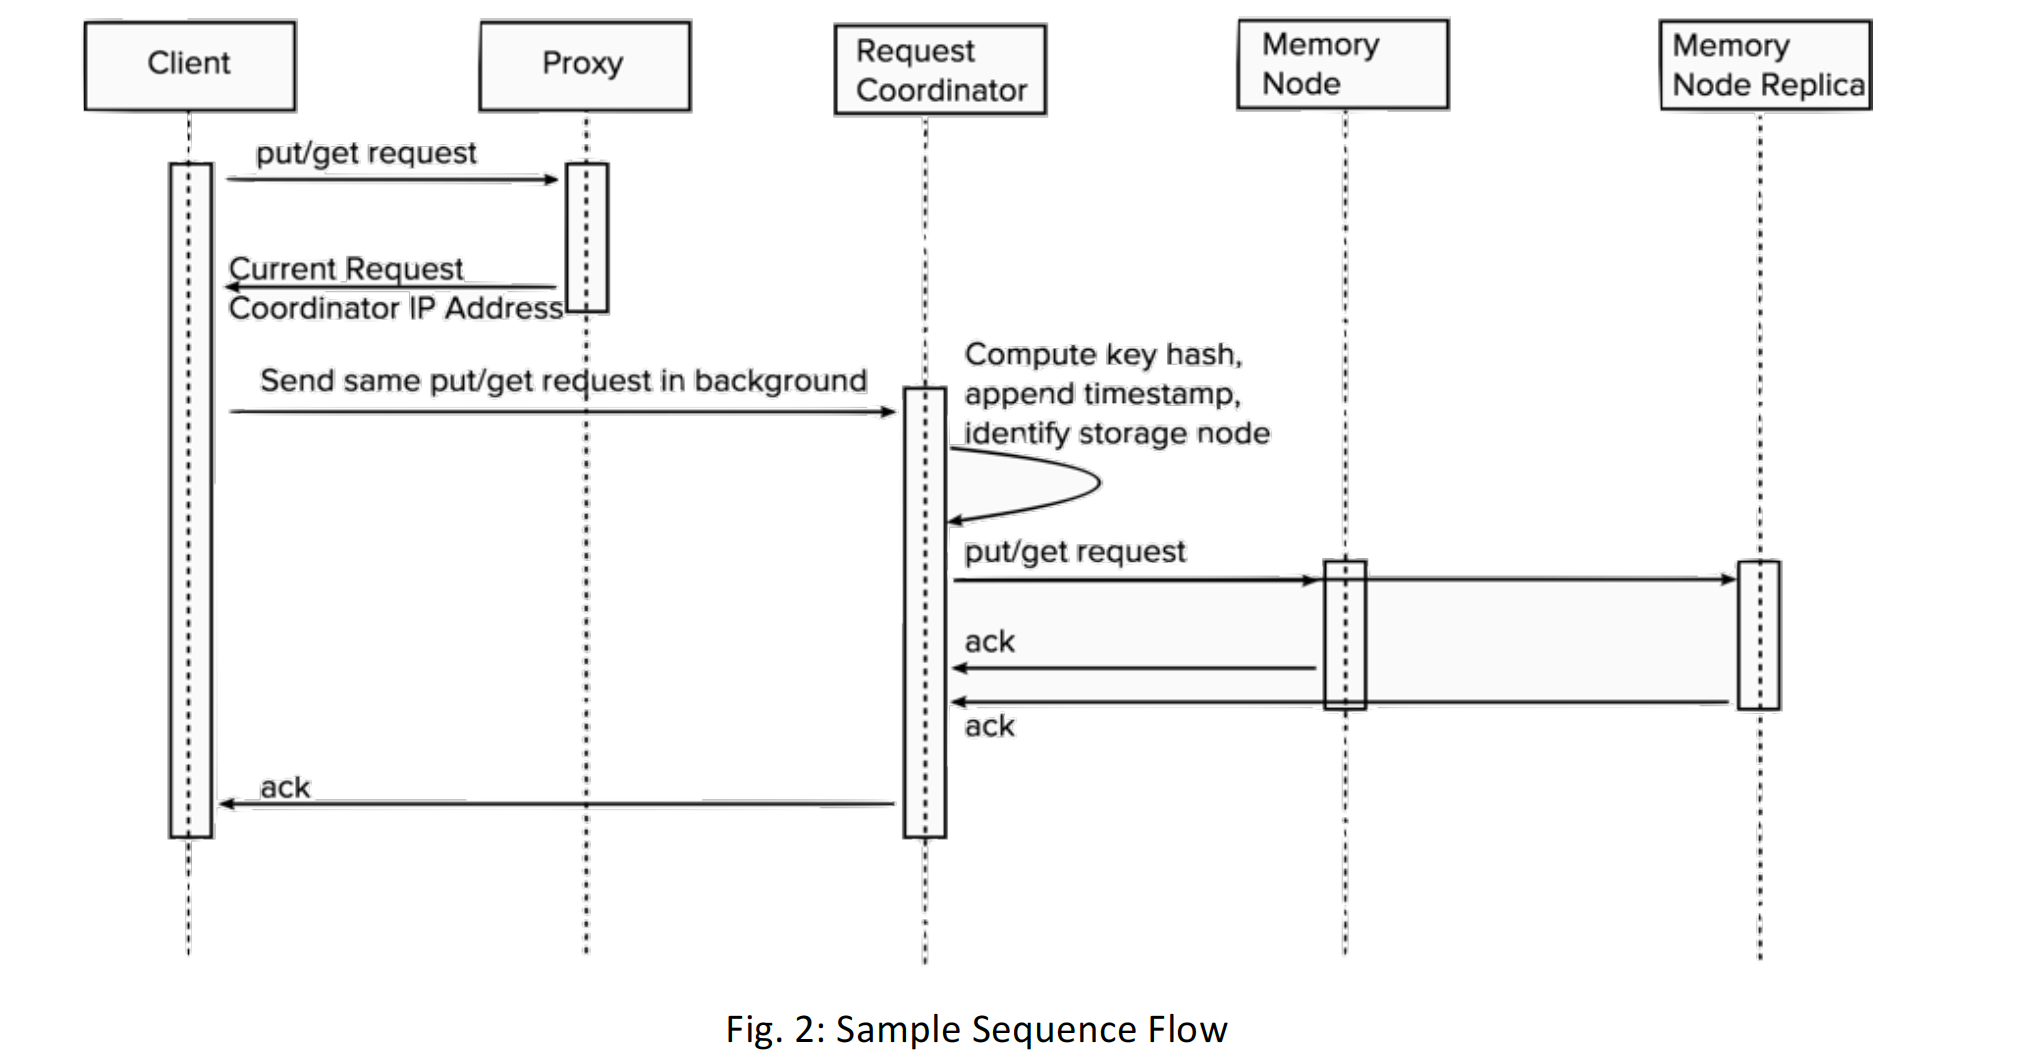 Client
Proxy
Request
Coordinator
Memory
Node
Memory
Node Replica
put/get request
Current Request
Coordinator IP Address
Send same put/get request in background
Compute key hash,
append timestamp,
identify storage node
put/get request
ack
ack
ack
Fig. 2: Sample Sequence Flow